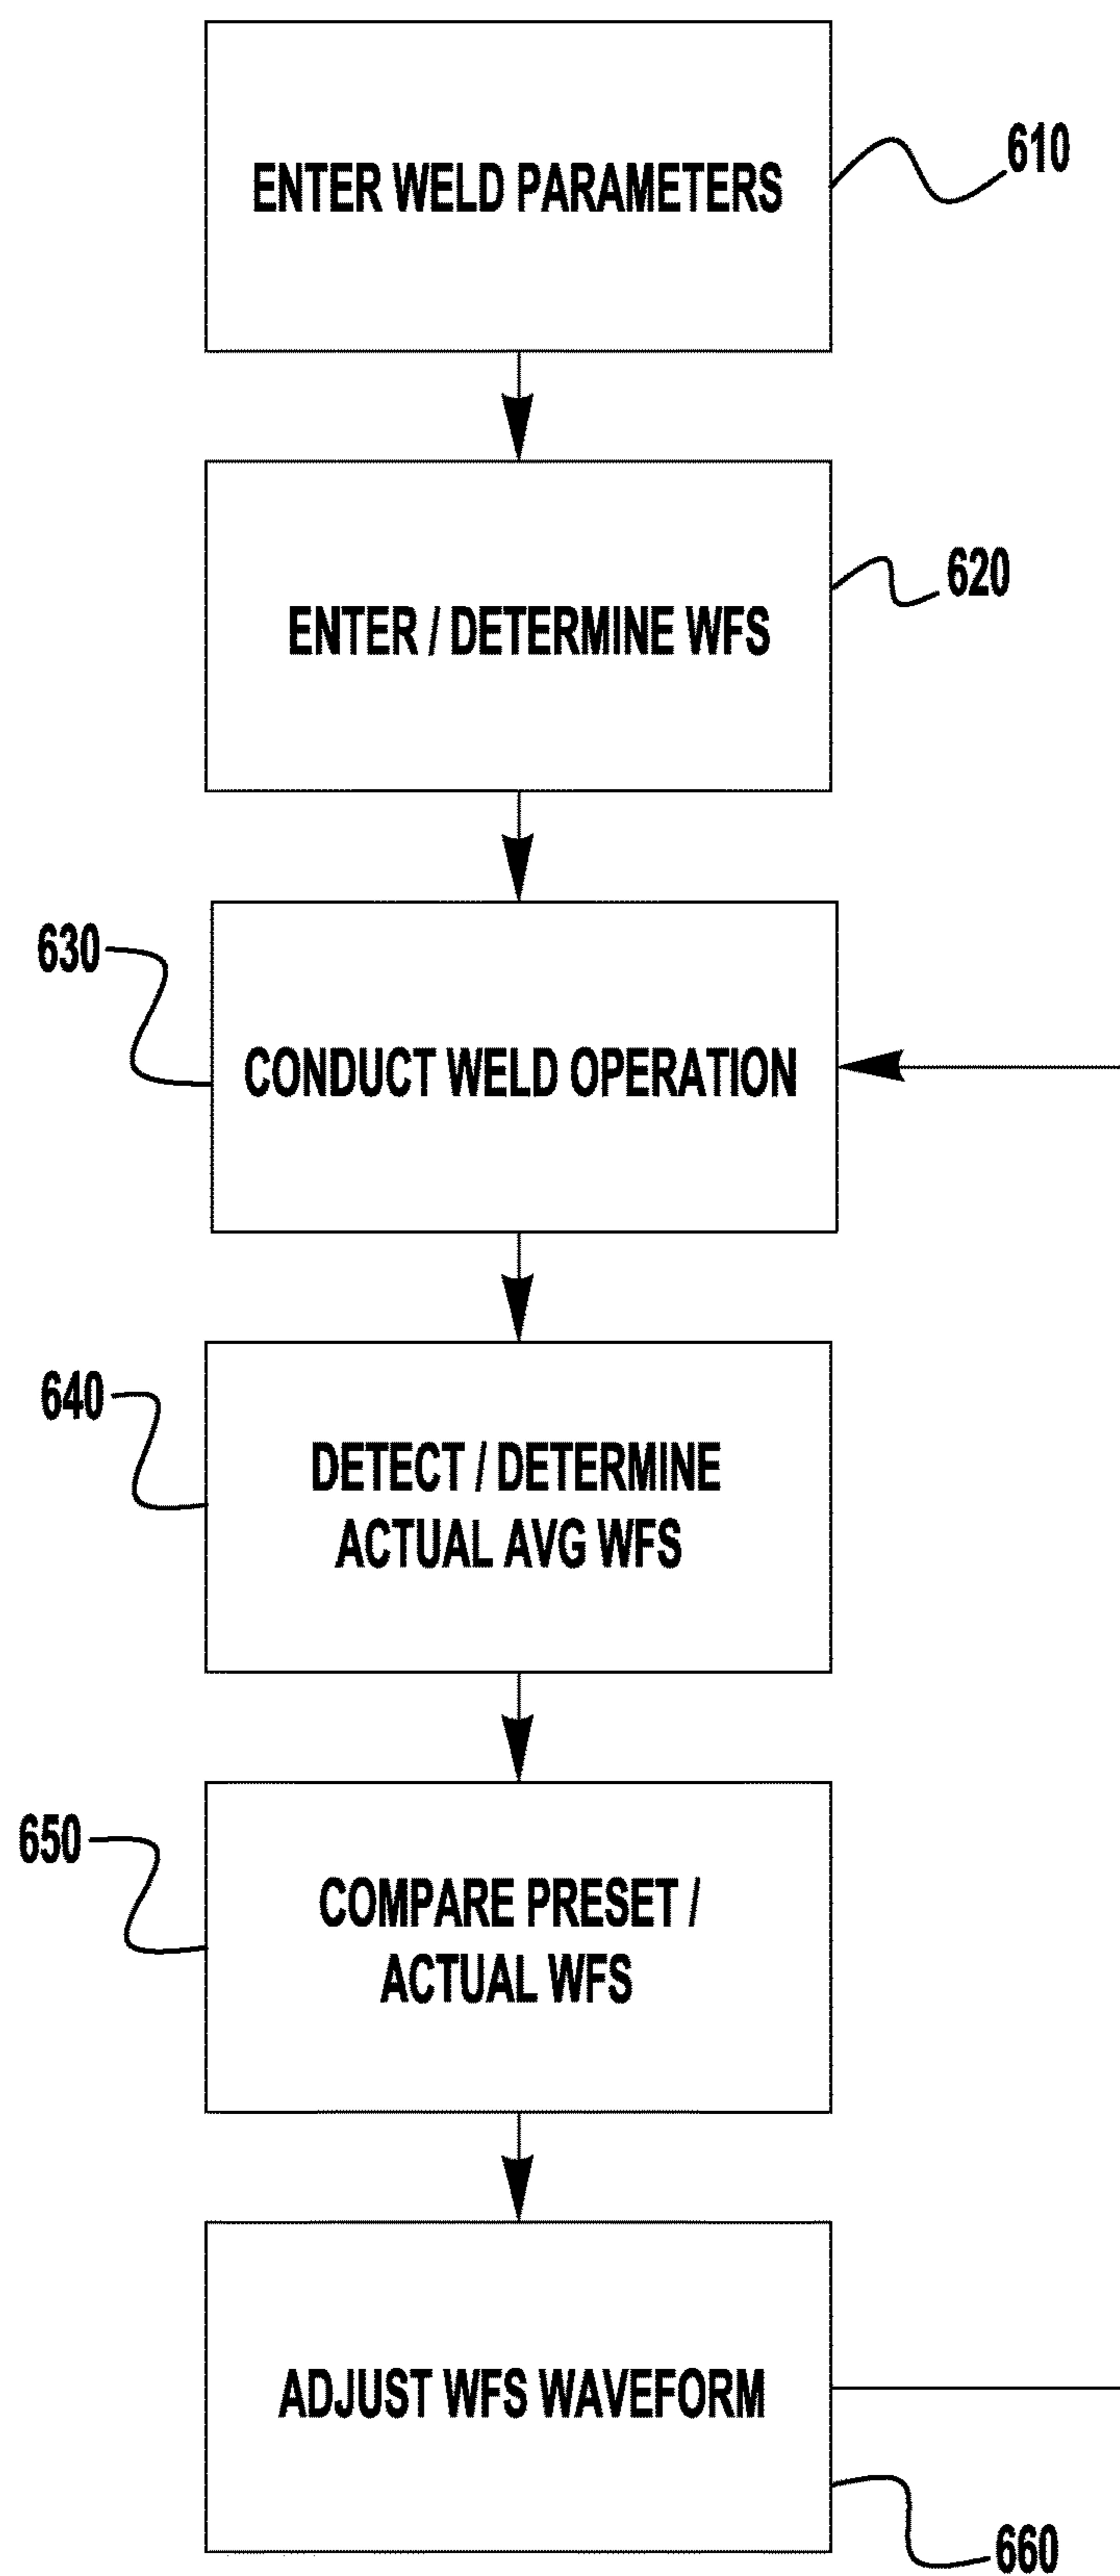 ENTER WELD PARAMETERS
610
ENTER / DETERMINE WFS
620
630
CONDUCT WELD OPERATION
640
DETECT / DETERMINE
ACTUAL AVG WFS
650
COMPARE PRESET /
ACTUAL WFS
ADJUST WFS WAVEFORM
660